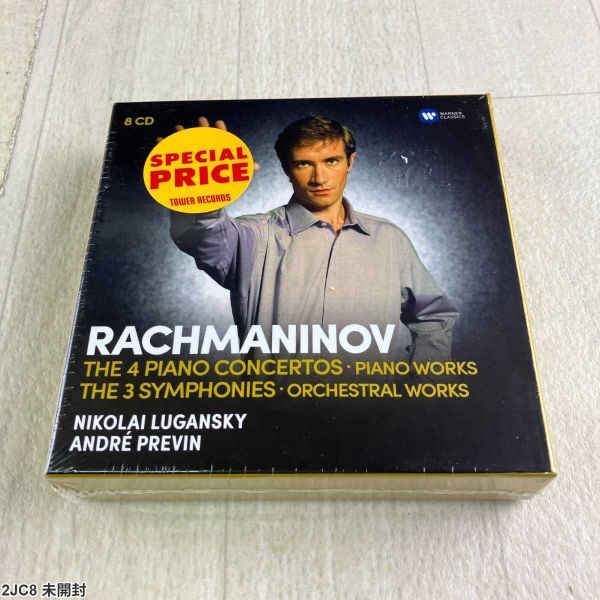 8 CD
WARNER
CLASSICS
SPECIAL
PRICE
TOWER RECORDS
RACHMANINOV
THE 4 PIANO CONCERTOS · PIANO WORKS
THE 3 SYMPHONIES · ORCHESTRAL WORKS
NIKOLAI LUGANSKY
ANDRÉ PREVIN
2JC8 未開封